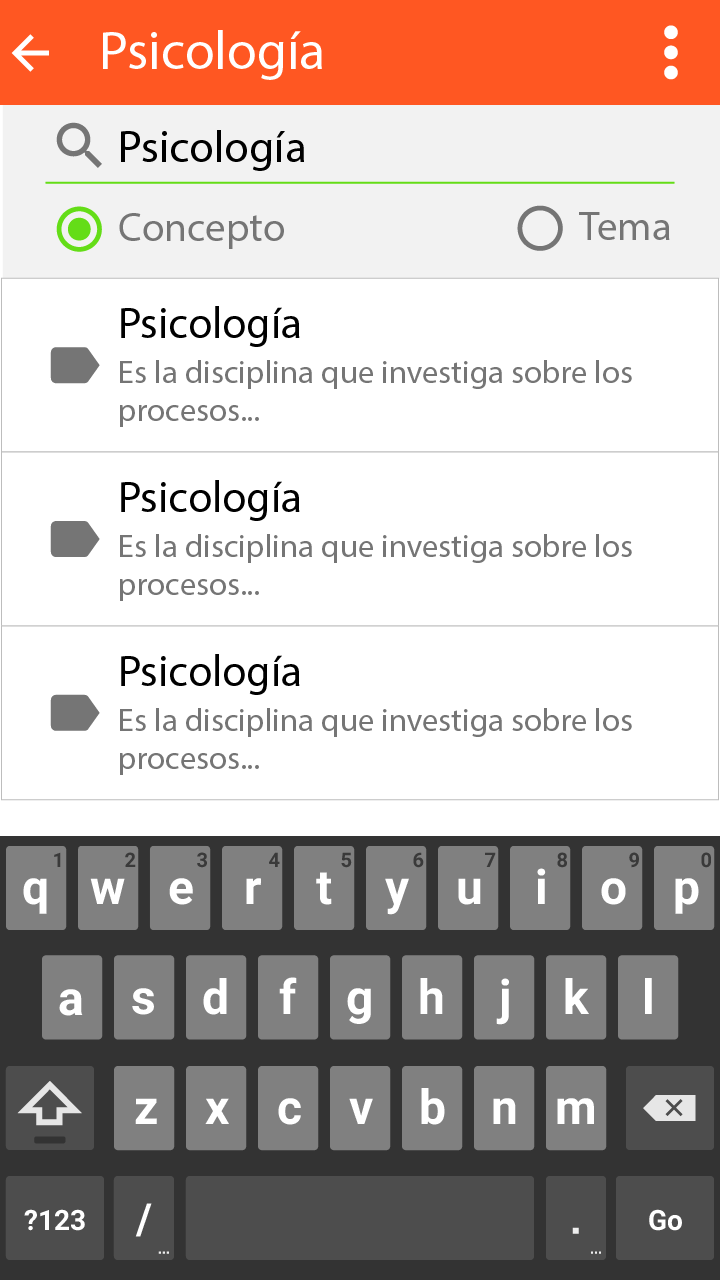 Psicología
Psicología
Concepto Tema
Psicología
Es la disciplina que investiga sobre los
procesos...
Psicología
Es la disciplina que investiga sobre los
procesos...
Psicología
Es la disciplina que investiga sobre los
procesos...
1 2 3 4 5 6 7 8 9 0
q w e r t y u i o p
a s d f g h j k l
z x c v b n m
?123 / ... . ... Go